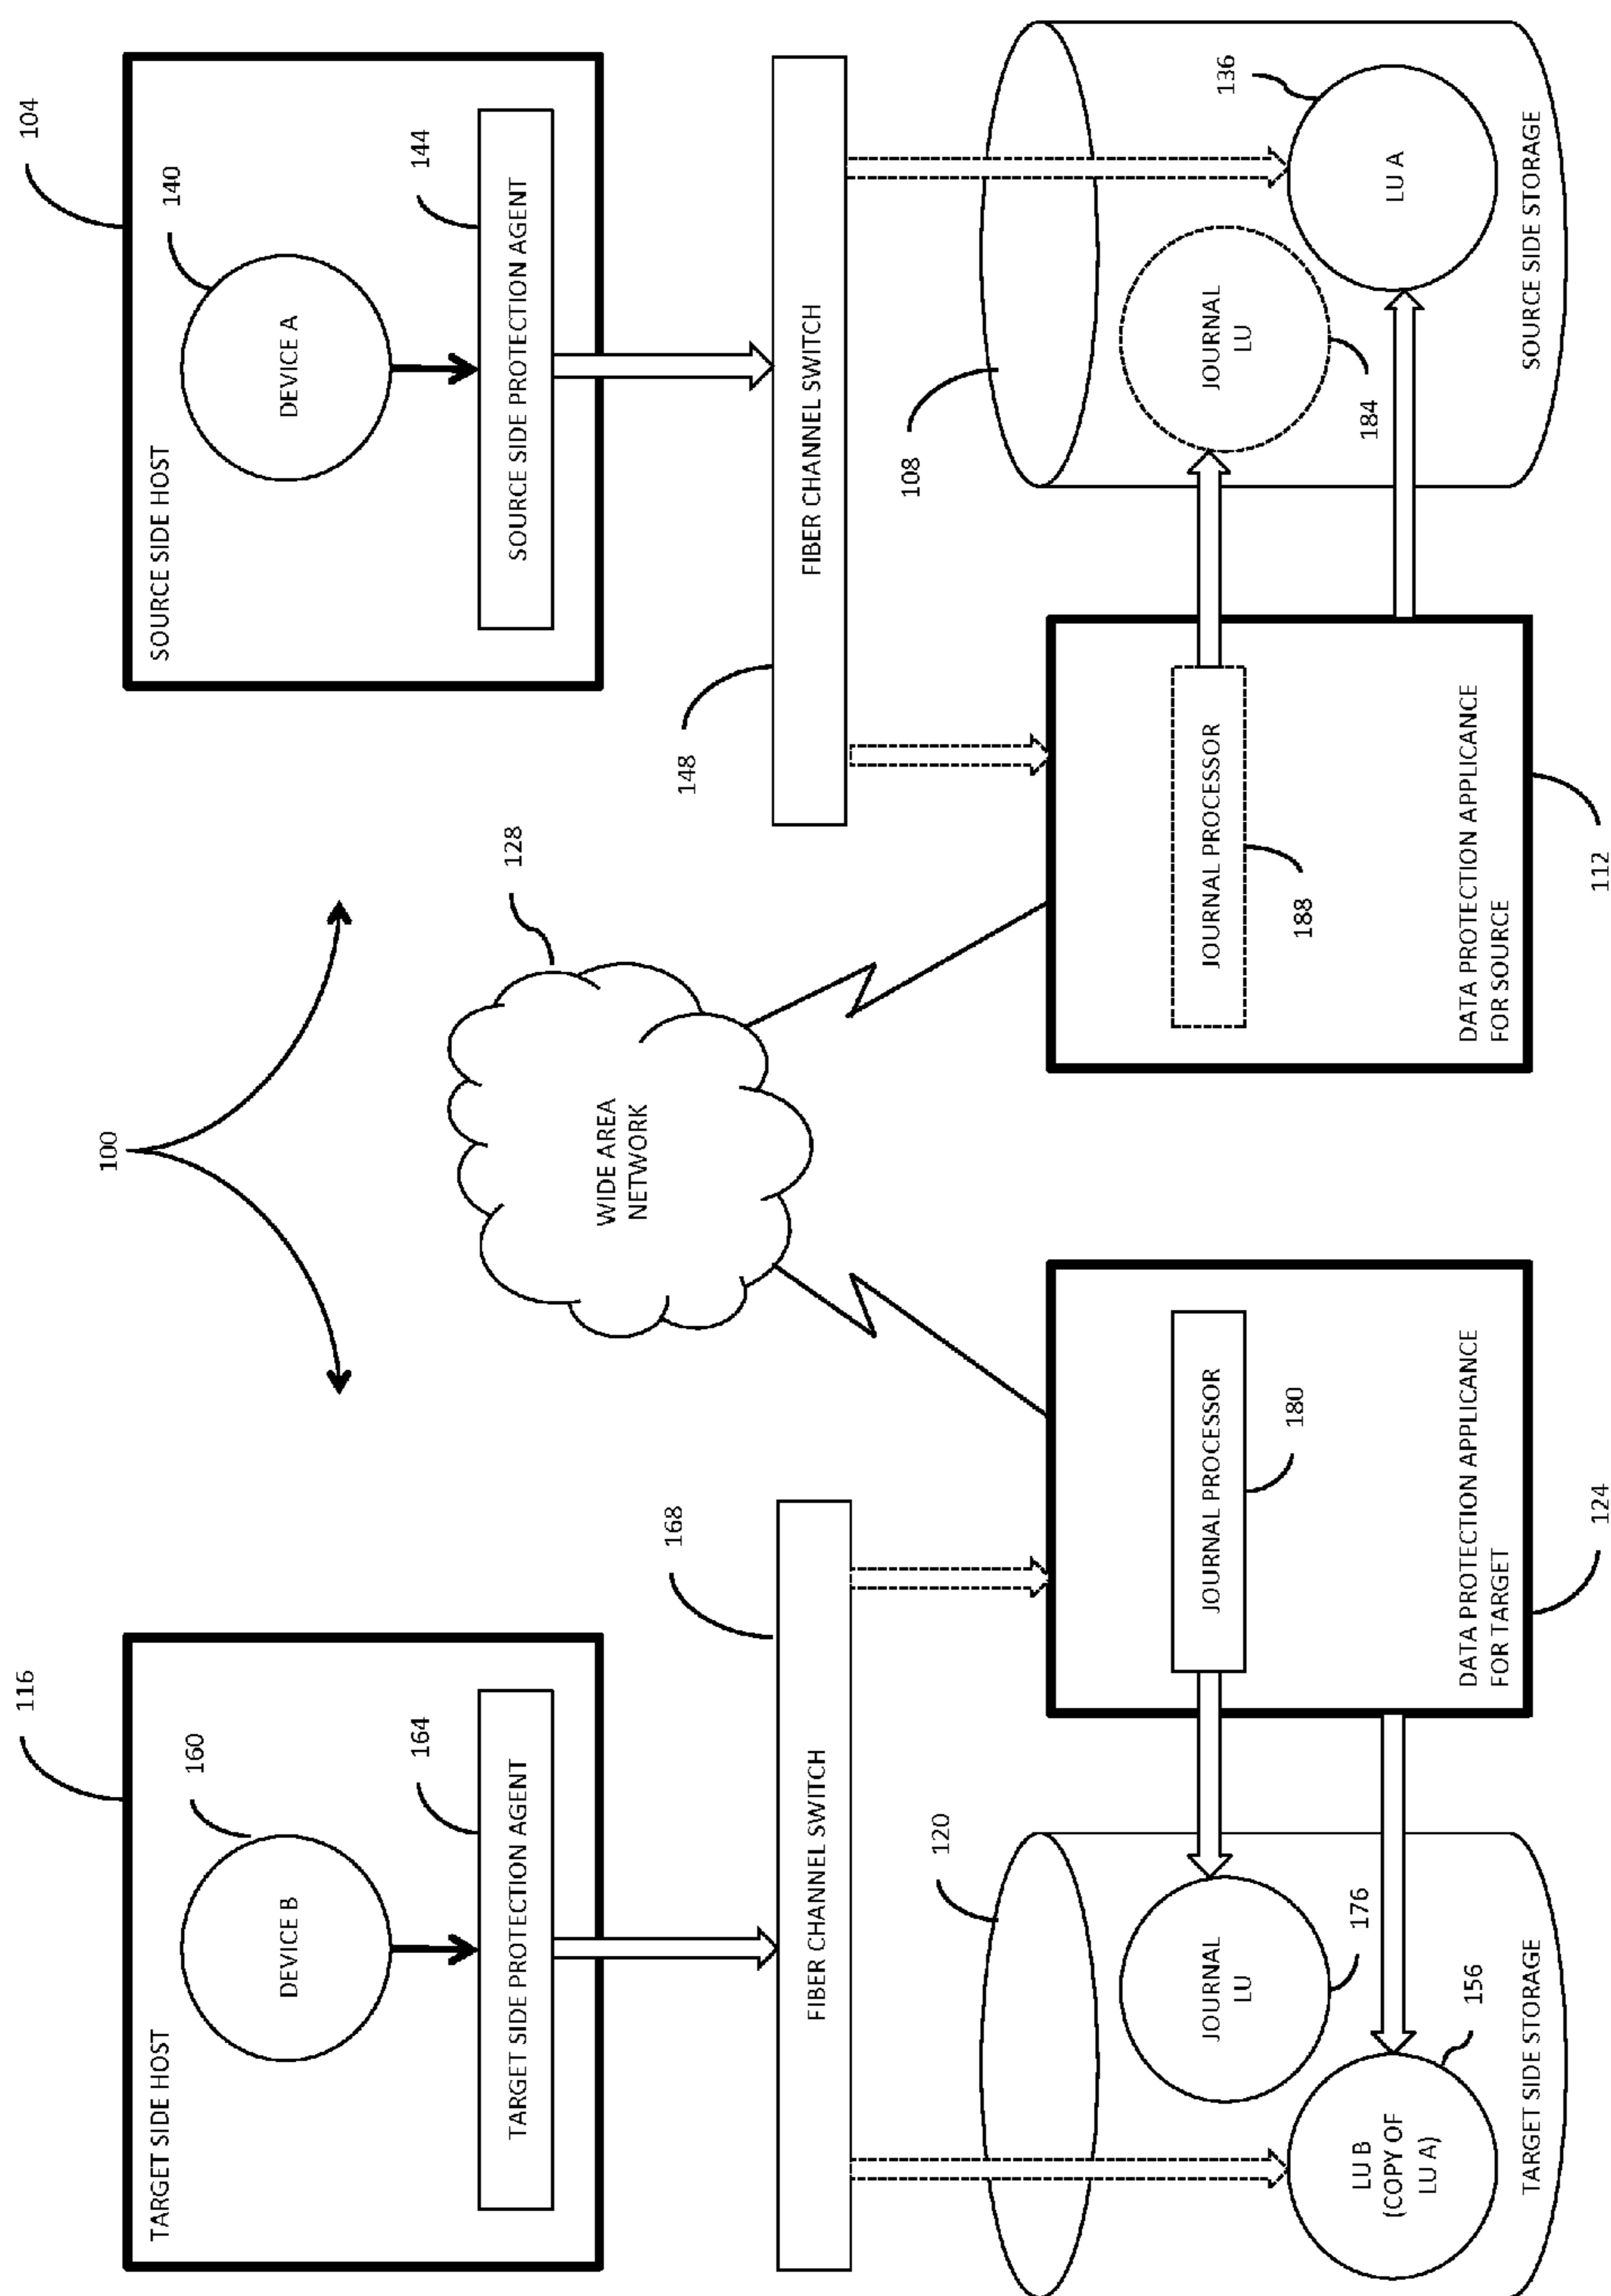 100
104
SOURCE SIDE HOST
140
DEVICE A
144
SOURCE SIDE PROTECTION AGENT
148
FIBER CHANNEL SWITCH
108
JOURNAL
LU
184
136
LU A
SOURCE SIDE STORAGE
JOURNAL PROCESSOR
188
DATA PROTECTION APPLICANCE
FOR SOURCE
112
128
WIDE AREA
NETWORK
116
TARGET SIDE HOST
160
DEVICE B
164
TARGET SIDE PROTECTION AGENT
168
FIBER CHANNEL SWITCH
120
JOURNAL
LU
176
LU B
(COPY OF
LU A)
156
TARGET SIDE STORAGE
JOURNAL PROCESSOR
180
DATA PROTECTION APPLICANCE
FOR TARGET
124